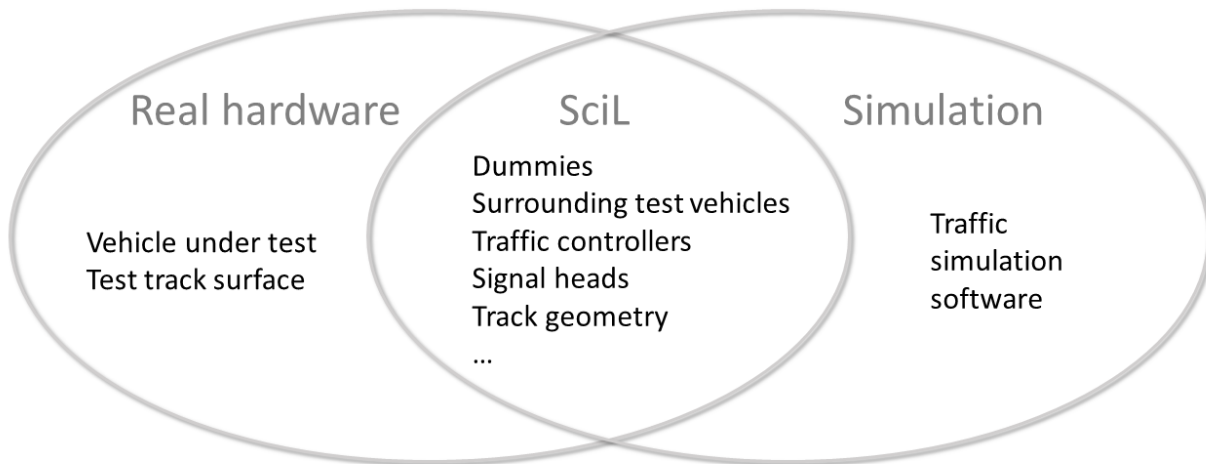 Real hardware
SciL
Simulation
Dummies
Surrounding test vehicles
Traffic controllers
Signal heads
Track geometry
...
Vehicle under test
Test track surface
Traffic
simulation
software